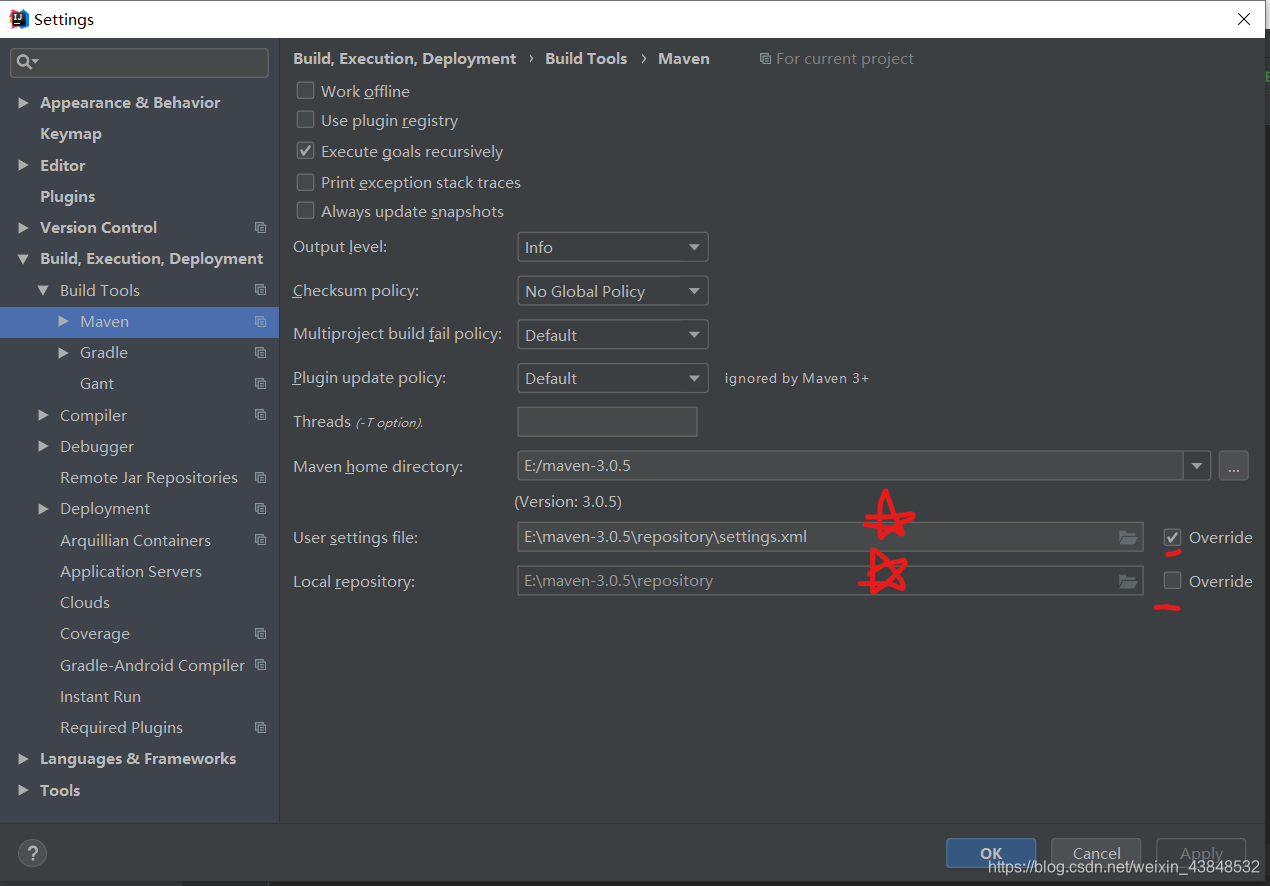 Settings
Build, Execution, Deployment › Build Tools › Maven For current project
Appearance & Behavior
Keymap
Editor
Plugins
Version Control
Build, Execution, Deployment
Build Tools
Maven
Gradle
Gant
Compiler
Debugger
Remote Jar Repositories
Deployment
Arquillian Containers
Application Servers
Clouds
Coverage
Gradle-Android Compiler
Instant Run
Required Plugins
Languages & Frameworks
Tools
Work offline
Use plugin registry
Execute goals recursively
Print exception stack traces
Always update snapshots
Output level: Info
Checksum policy: No Global Policy
Multiproject build fail policy: Default
Plugin update policy: Default ignored by Maven 3+
Threads (-T option).
Maven home directory: E:/maven-3.0.5 ...
(Version: 3.0.5)
User settings file: E:\maven-3.0.5\repository\settings.xml Override
Local repository: E:\maven-3.0.5\repository Override
? OK Cancel Apply
https://blog.csdn.net/weixin_43848532